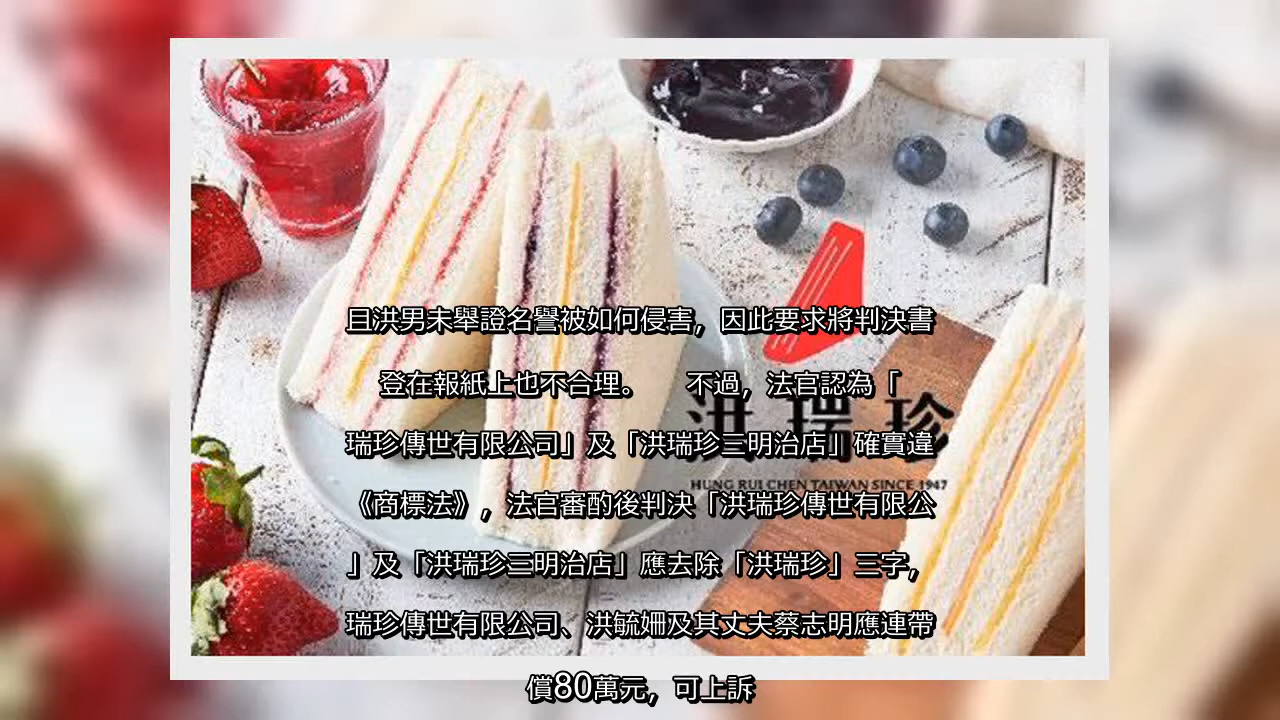 且洪男未舉證名譽被如何侵害，因此要求將判決書
登在報紙上也不合理。　　不過，法官認為「
洪瑞珍
瑞珍傳世有限公司」及「洪瑞珍三明治店」確實違
HUNG RUI CHEN TAIWAN SINCE 1947
《商標法》，法官審酌後判決「洪瑞珍傳世有限公
」及「洪瑞珍三明治店」應去除「洪瑞珍」三字，
瑞珍傳世有限公司、洪毓姍及其丈夫蔡志明應連帶
償80萬元，可上訴